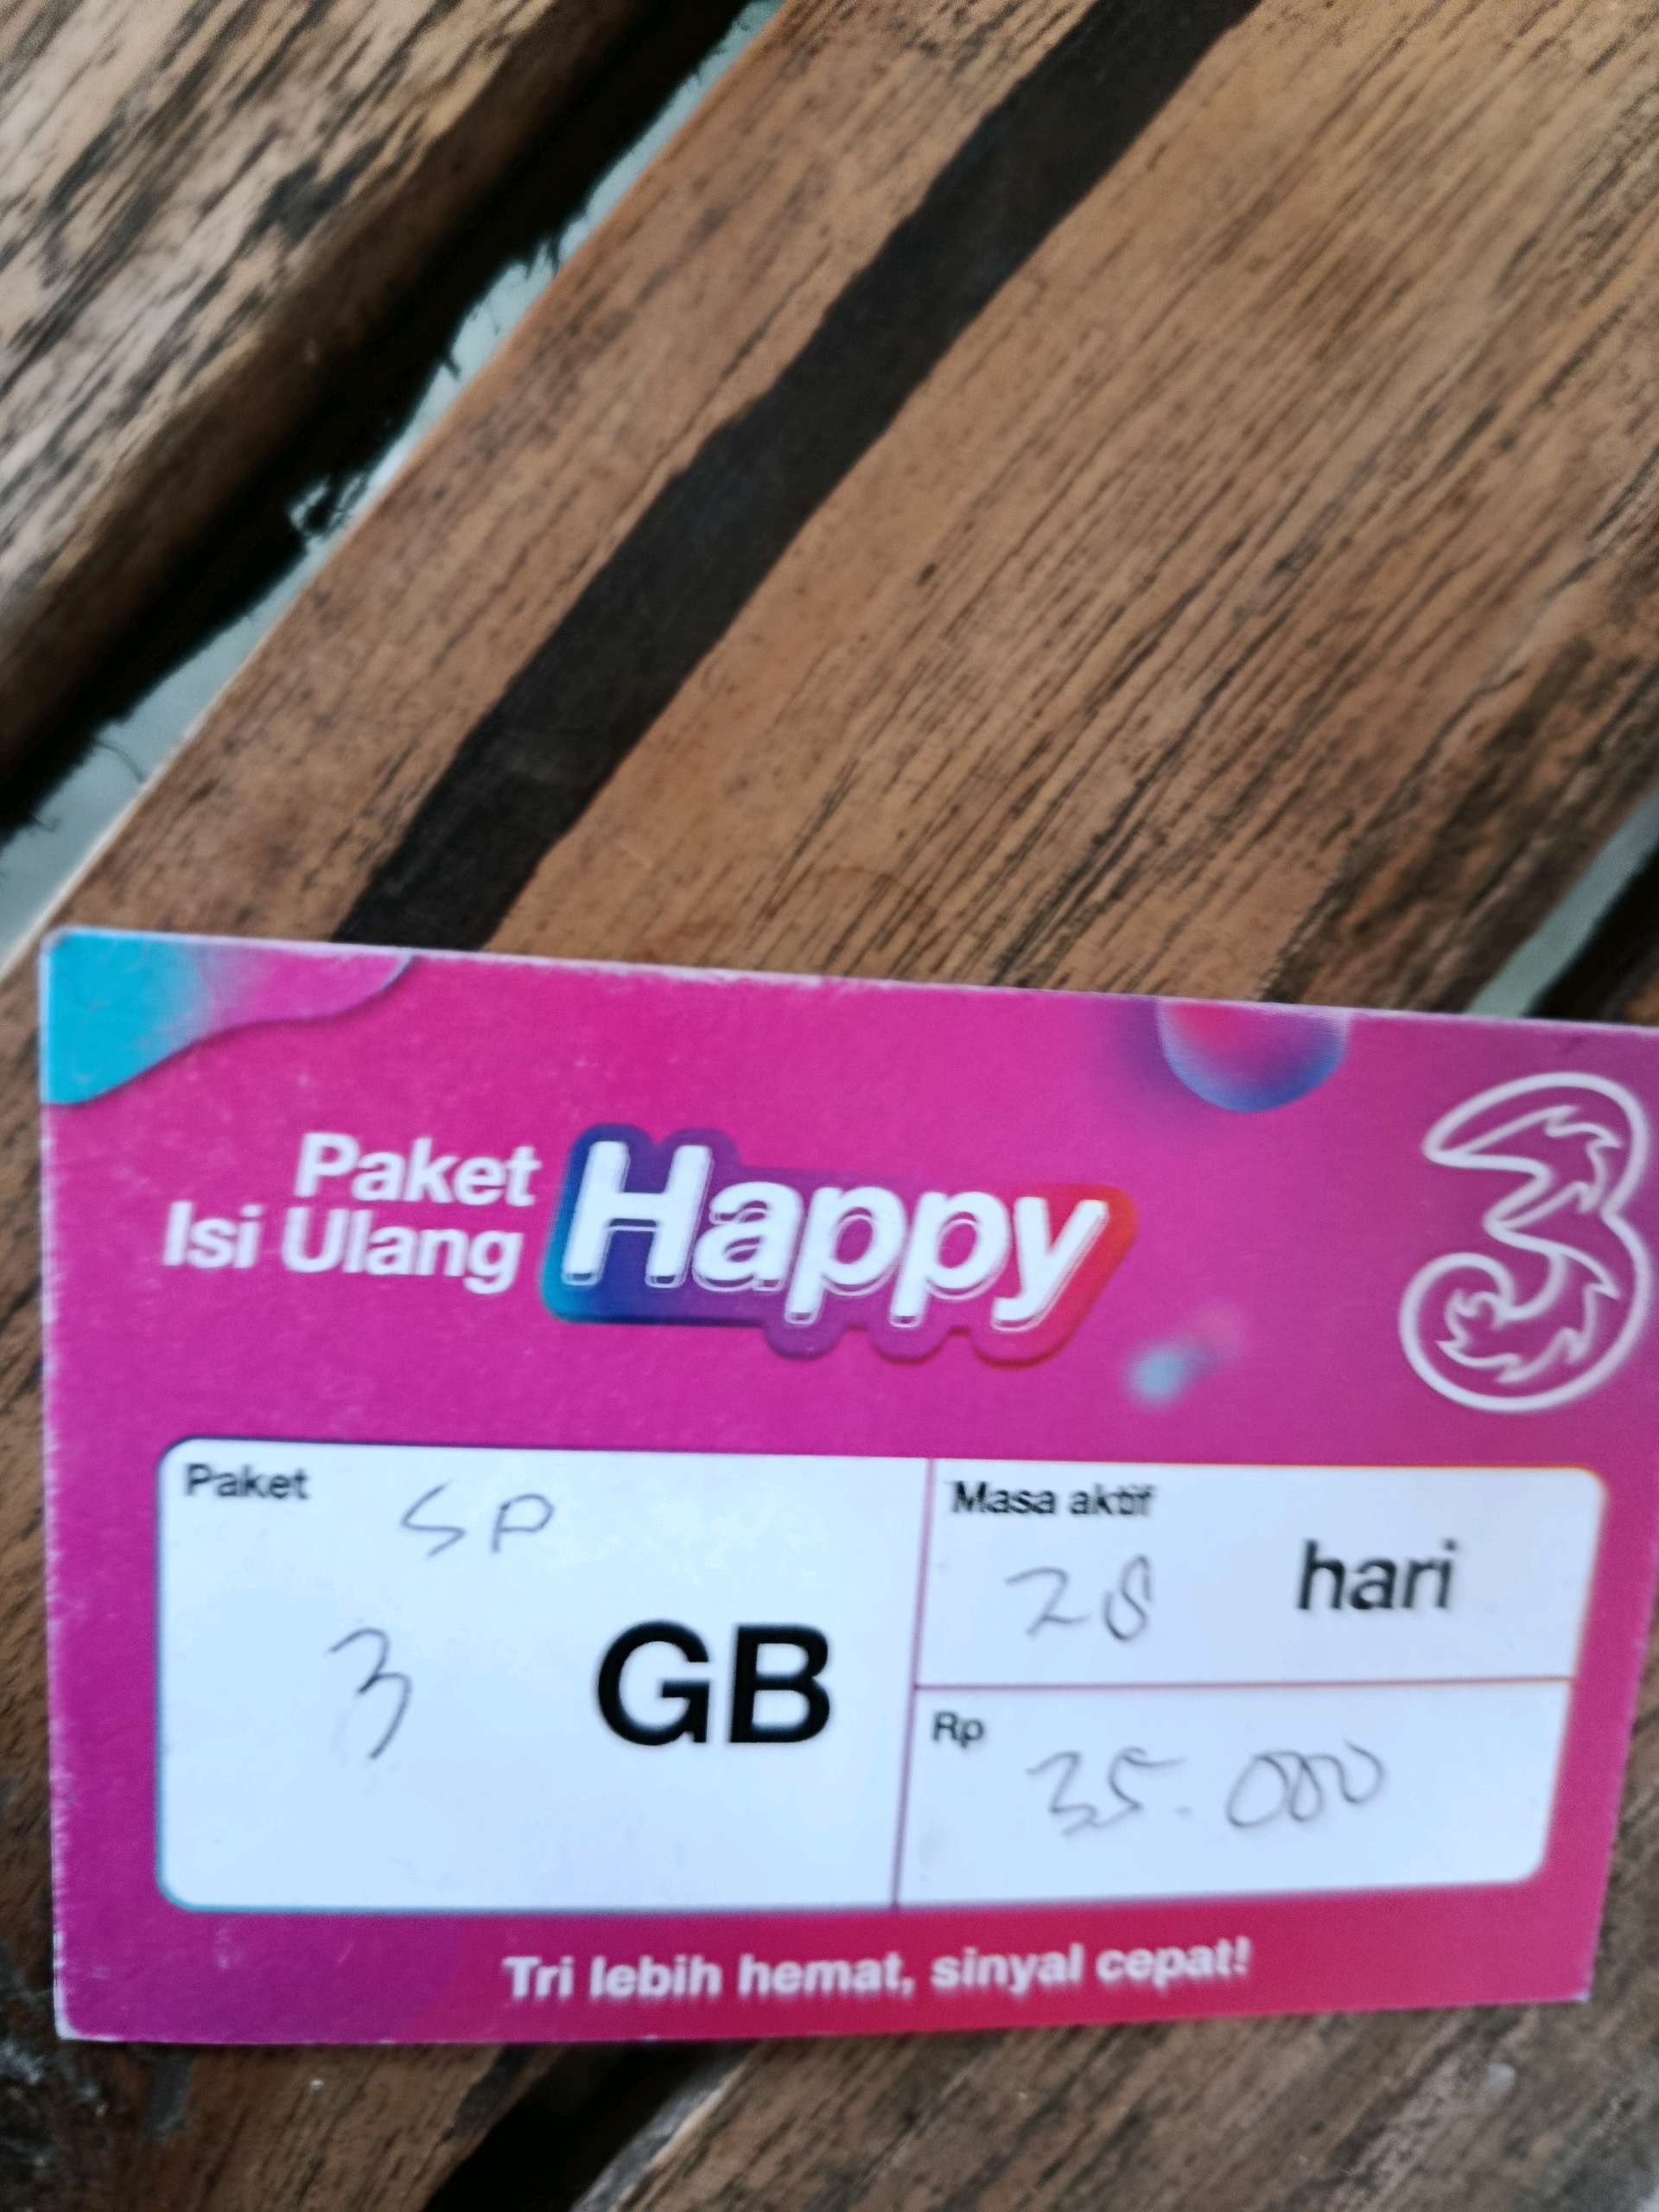 Paket
Isi Ulang
Happy
3
Paket
SP
3 GB
Masa aktif
28 hari
Rp
35.000
Tri lebih hemat, sinyal cepat!